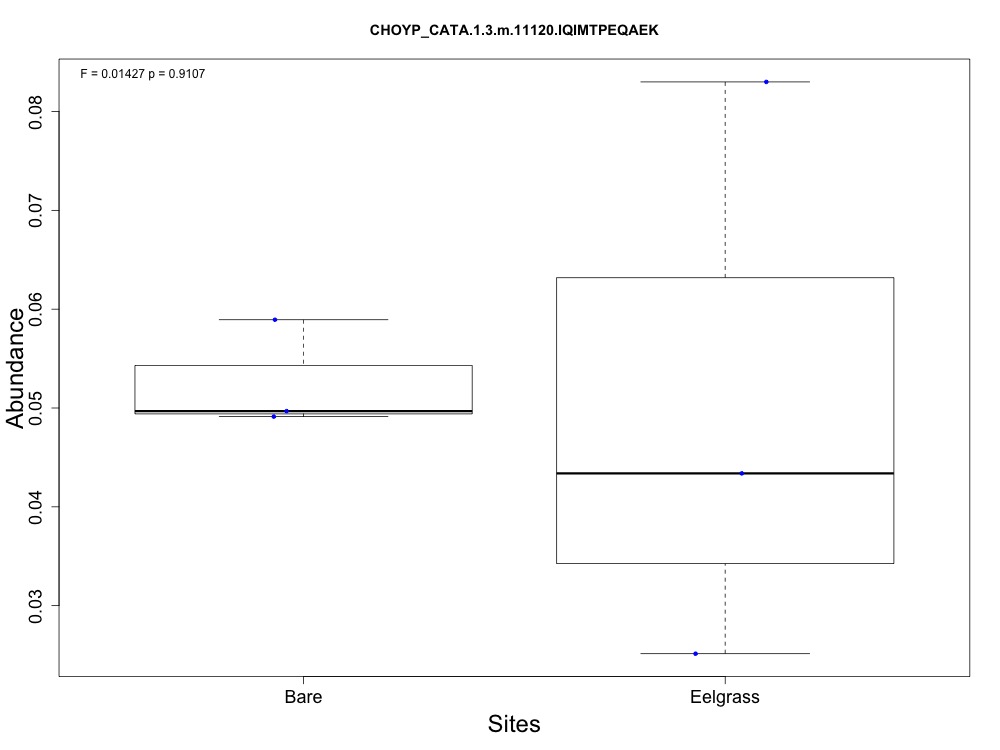 CHOYP_CATA.1.3.m.11120.IQIMTPEQAEK
F = 0.01427 p = 0.9107
0.08
0.07
0.06
0.05
0.04
0.03
Abundance
Bare
Eelgrass
Sites